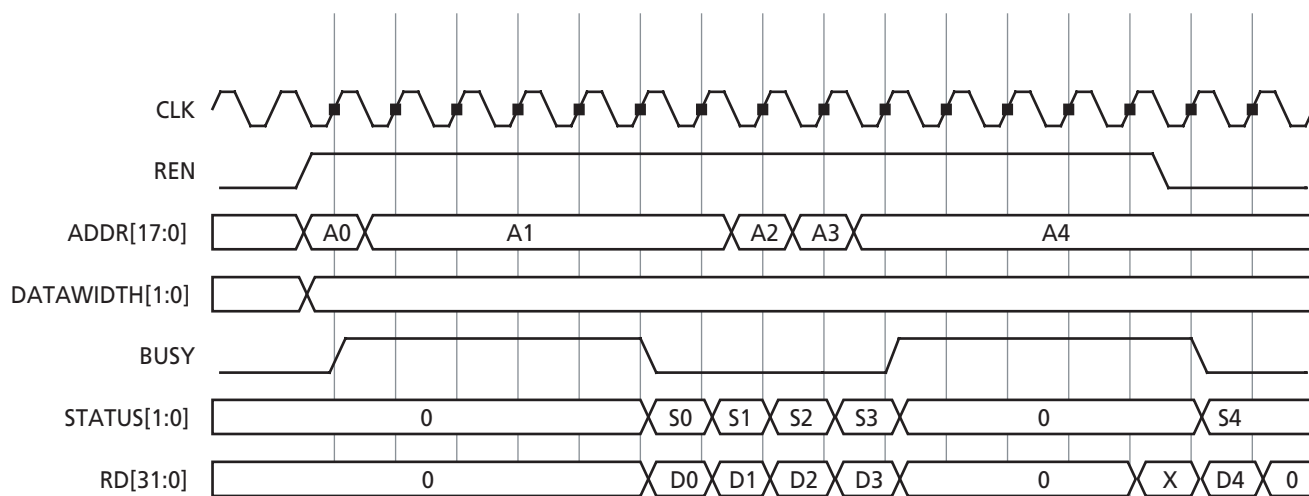 CLK
REN
ADDR[17:0] A0 A1 A2 A3 A4
DATAWIDTH[1:0]
BUSY
STATUS[1:0] 0 S0 S1 S2 S3 0 S4
RD[31:0] 0 D0 D1 D2 D3 0 X D4 0